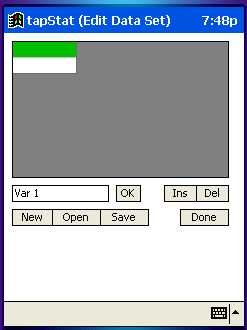 tapStat (Edit Data Set) 7:48p
Var 1 OK Ins Del
New Open Save Done